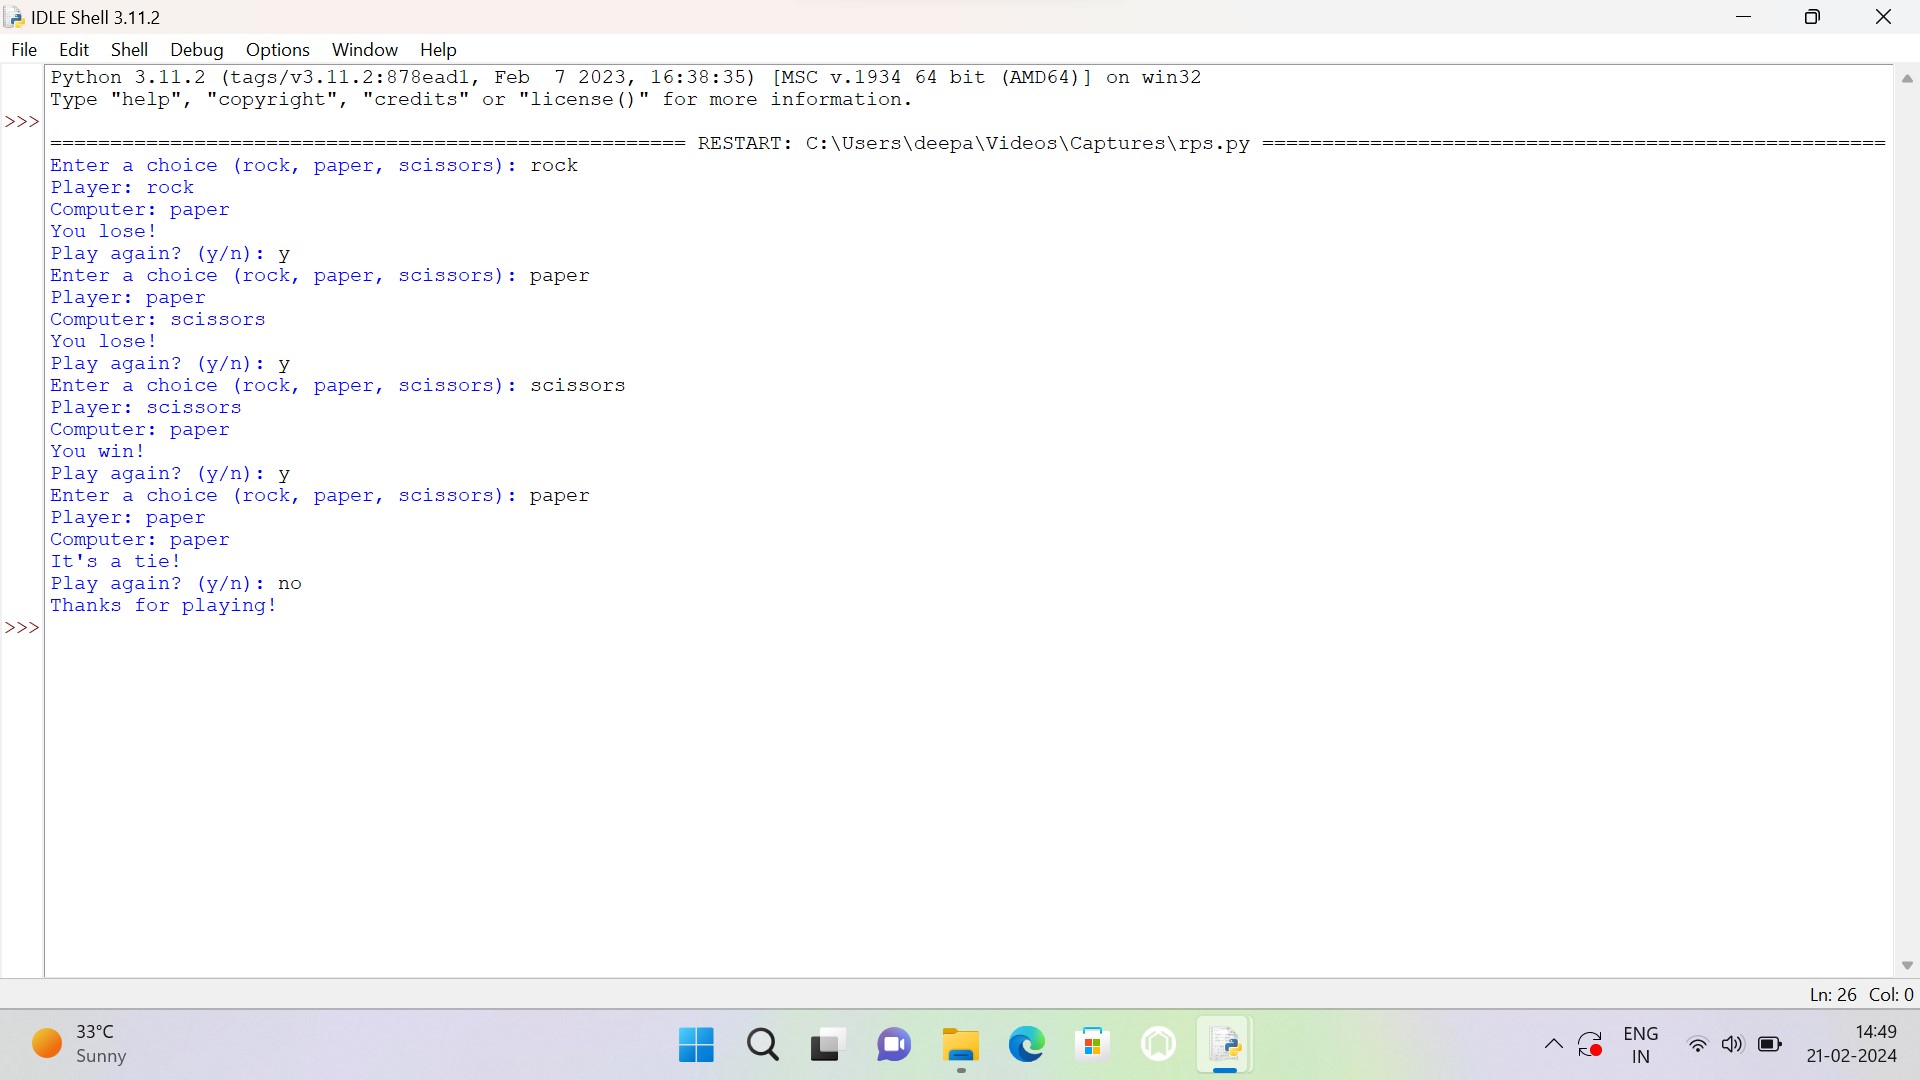 IDLE Shell 3.11.2
File Edit Shell Debug Options Window Help
Python 3.11.2 (tags/v3.11.2:878ead1, Feb  7 2023, 16:38:35) [MSC v.1934 64 bit (AMD64)] on win32
Type "help", "copyright", "credits" or "license()" for more information.
>>>
===================================================== RESTART: C:\Users\deepa\Videos\Captures\rps.py ====================================================
Enter a choice (rock, paper, scissors): rock
Player: rock
Computer: paper
You lose!
Play again? (y/n): y
Enter a choice (rock, paper, scissors): paper
Player: paper
Computer: scissors
You lose!
Play again? (y/n): y
Enter a choice (rock, paper, scissors): scissors
Player: scissors
Computer: paper
You win!
Play again? (y/n): y
Enter a choice (rock, paper, scissors): paper
Player: paper
Computer: paper
It's a tie!
Play again? (y/n): no
Thanks for playing!
>>>
Ln: 26 Col: 0
33°C
Sunny
ENG
IN
14:49
21-02-2024